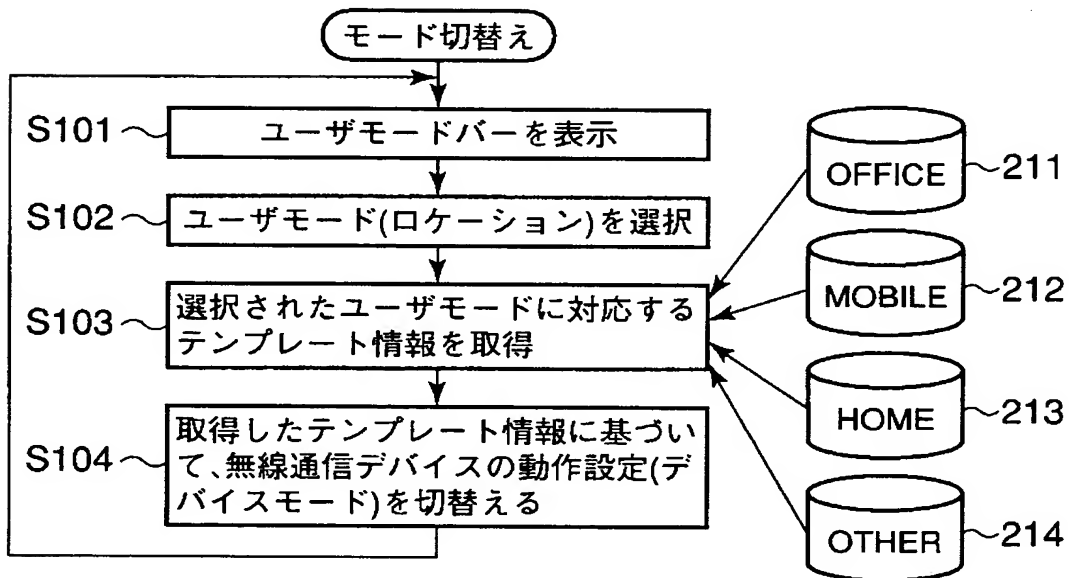 モード切替え
S101
ユーザモードバーを表示
S102
ユーザモード(ロケーション)を選択
S103
選択されたユーザモードに対応する
テンプレート情報を取得
S104
取得したテンプレート情報に基づい
て、無線通信デバイスの動作設定(デ
バイスモード)を切替える
OFFICE
211
MOBILE
212
HOME
213
OTHER
214